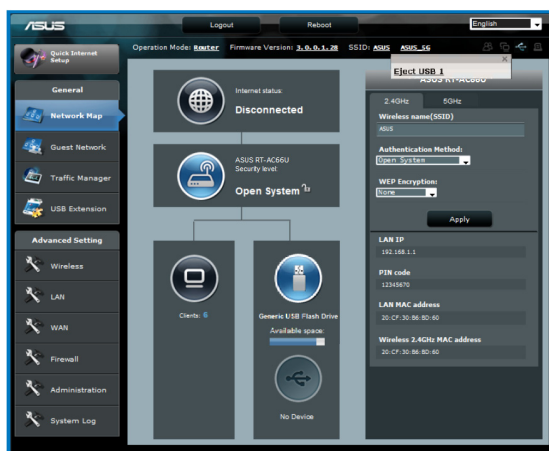 ASUS
Logout
Reboot
English
Quick Internet
Setup
Operation Mode: Router Firmware Version: 3.0.0.1.28 SSID: ASUS ASUS_5G
X
Eject USB 1
ASUS RT-AC66U
General
Network Map
Guest Network
Traffic Manager
USB Extension
Advanced Setting
Wireless
LAN
WAN
Firewall
Administration
System Log
Internet status:
Disconnected
ASUS RT-AC66U
Security level:
Open System
Clients: 6
Generic USB Flash Drive
Available space:
No Device
2.4GHz
5GHz
Wireless name(SSID)
ASUS
Authentication Method:
Open System
WEP Encryption:
None
Apply
LAN IP
192.168.1.1
PIN code
12345670
LAN MAC address
20:CF:30:B6:BD:60
Wireless 2.4GHz MAC address
20:CF:30:B6:BD:60